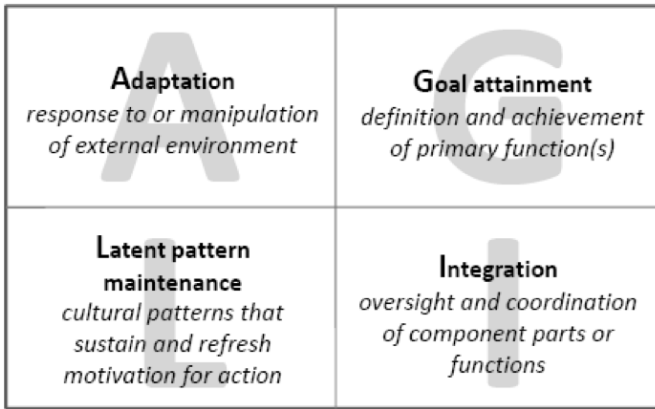 A
Adaptation
response to or manipulation
of external environment
G
Goal attainment
definition and achievement
of primary function(s)
L
Latent pattern
maintenance
cultural patterns that
sustain and refresh
motivation for action
I
Integration
oversight and coordination
of component parts or
functions